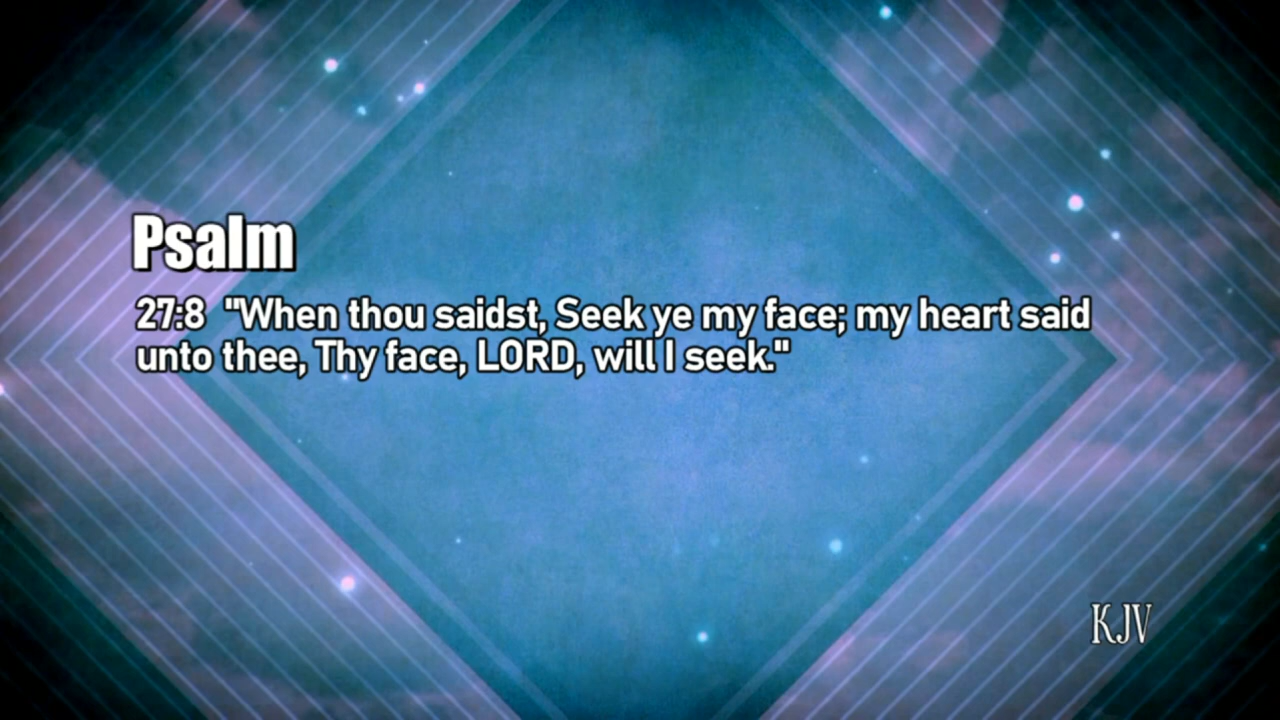 Psalm
27:8 "When thou saidst, Seek ye my face; my heart said
unto thee, Thy face, LORD, will I seek."
KJV